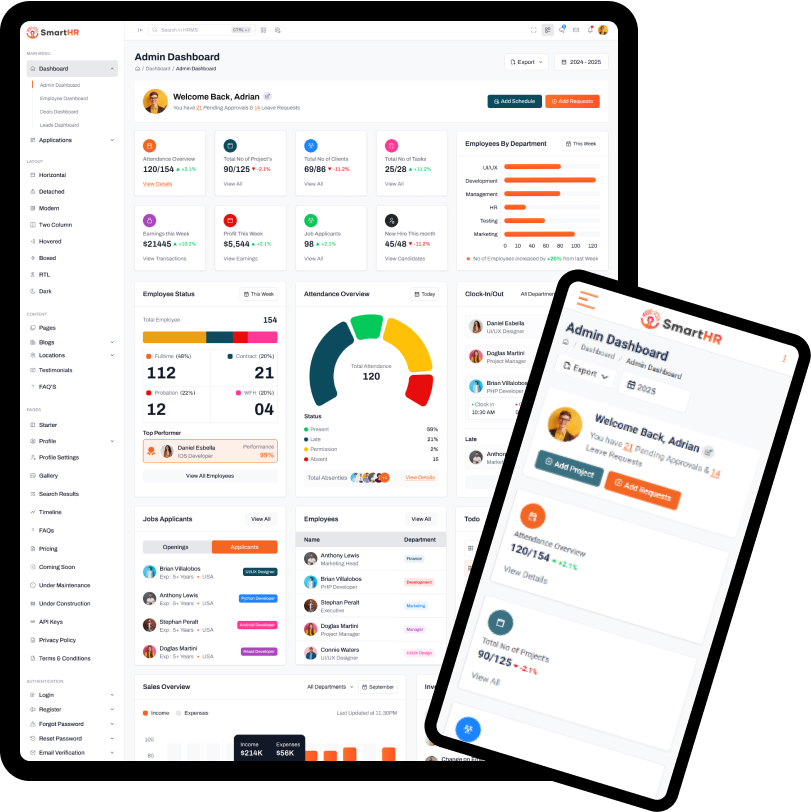 SmartHR
Search in HRMS
CTRL + /
MAIN MENU
Dashboard
Admin Dashboard
Employee Dashboard
Deals Dashboard
Leads Dashboard
Applications
LAYOUT
Horizontal
Detached
Modern
Two Column
Hovered
Boxed
RTL
Dark
CONTENT
Pages
Blogs
Locations
Testimonials
FAQ'S
PAGES
Starter
Profile
Profile Settings
Gallery
Search Results
Timeline
FAQs
Pricing
Coming Soon
Under Maintenance
Under Construction
API Keys
Privacy Policy
Terms & Conditions
AUTHENTICATION
Login
Register
Forgot Password
Reset Password
Email Verification
Admin Dashboard
/ Dashboard / Admin Dashboard
Export
2024 - 2025
Welcome Back, Adrian
You have 21 Pending Approvals & 14 Leave Requests
Add Schedule
Add Requests
Attendance Overview
120/154 +2.1%
View Details
Total No of Project's
90/125 -2.1%
View All
Total No of Clients
69/86 -11.2%
View All
Total No of Tasks
25/28 +11.2%
View All
Earnings this Week
$21445 +10.2%
View Transactions
Profit This Week
$5,544 +2.1%
View Earnings
Job Applicants
98 +2.1%
View All
New Hire This month
45/48 -11.2%
View Candidates
Employees By Department
This Week
UI/UX
Development
Management
HR
Testing
Marketing
0 10 40 60 80 100 120
No of Employees increased by +20% from last Week
Employee Status
This Week
Total Employee 154
Fulltime (48%)
112
Contract (20%)
21
Probation (22%)
12
WFH (20%)
04
Top Performer
Daniel Esbella
IOS Developer
Performance
99%
View All Employees
Attendance Overview
Today
Total Attendance
120
Status
Present 59%
Late 21%
Permission 2%
Absent 15
Total Absenties
View Details
Clock-In/Out
All Departmen
Daniel Esbella
UI/UX Designer
Doglas Martini
Project Manager
Brian Villalobos
PHP Developer
Clock in
10:30 AM
Late
Anthony
Marketing
Jobs Applicants
View All
Openings
Applicants
Brian Villalobos
Exp : 5+ Years • USA
UI/UX Designer
Anthony Lewis
Exp : 5+ Years • USA
Python Developer
Stephan Peralt
Exp : 5+ Years • USA
Android Developer
Doglas Martini
Exp : 5+ Years • USA
React Developer
Employees
View All
Name Department
Anthony Lewis
Marketing Head
Finance
Brian Villalobos
PHP Developer
Development
Stephan Peralt
Executive
Marketing
Doglas Martini
Project Manager
Manager
Connie Waters
UI/UX Designer
UI/UX Design
Todo
Sales Overview
All Departments
September
Income
Expenses
Last Updated at 11:30PM
100
80
Income
$214K
Expenses
$56K
SmartHR
Admin Dashboard
/ Dashboard / Admin Dashboard
Export
2025
Welcome Back, Adrian
You have 21 Pending Approvals & 14
Leave Requests
Add Project
Add Requests
Attendance Overview
120/154 +2.1%
View Details
Total No of Project's
90/125 -2.1%
View All